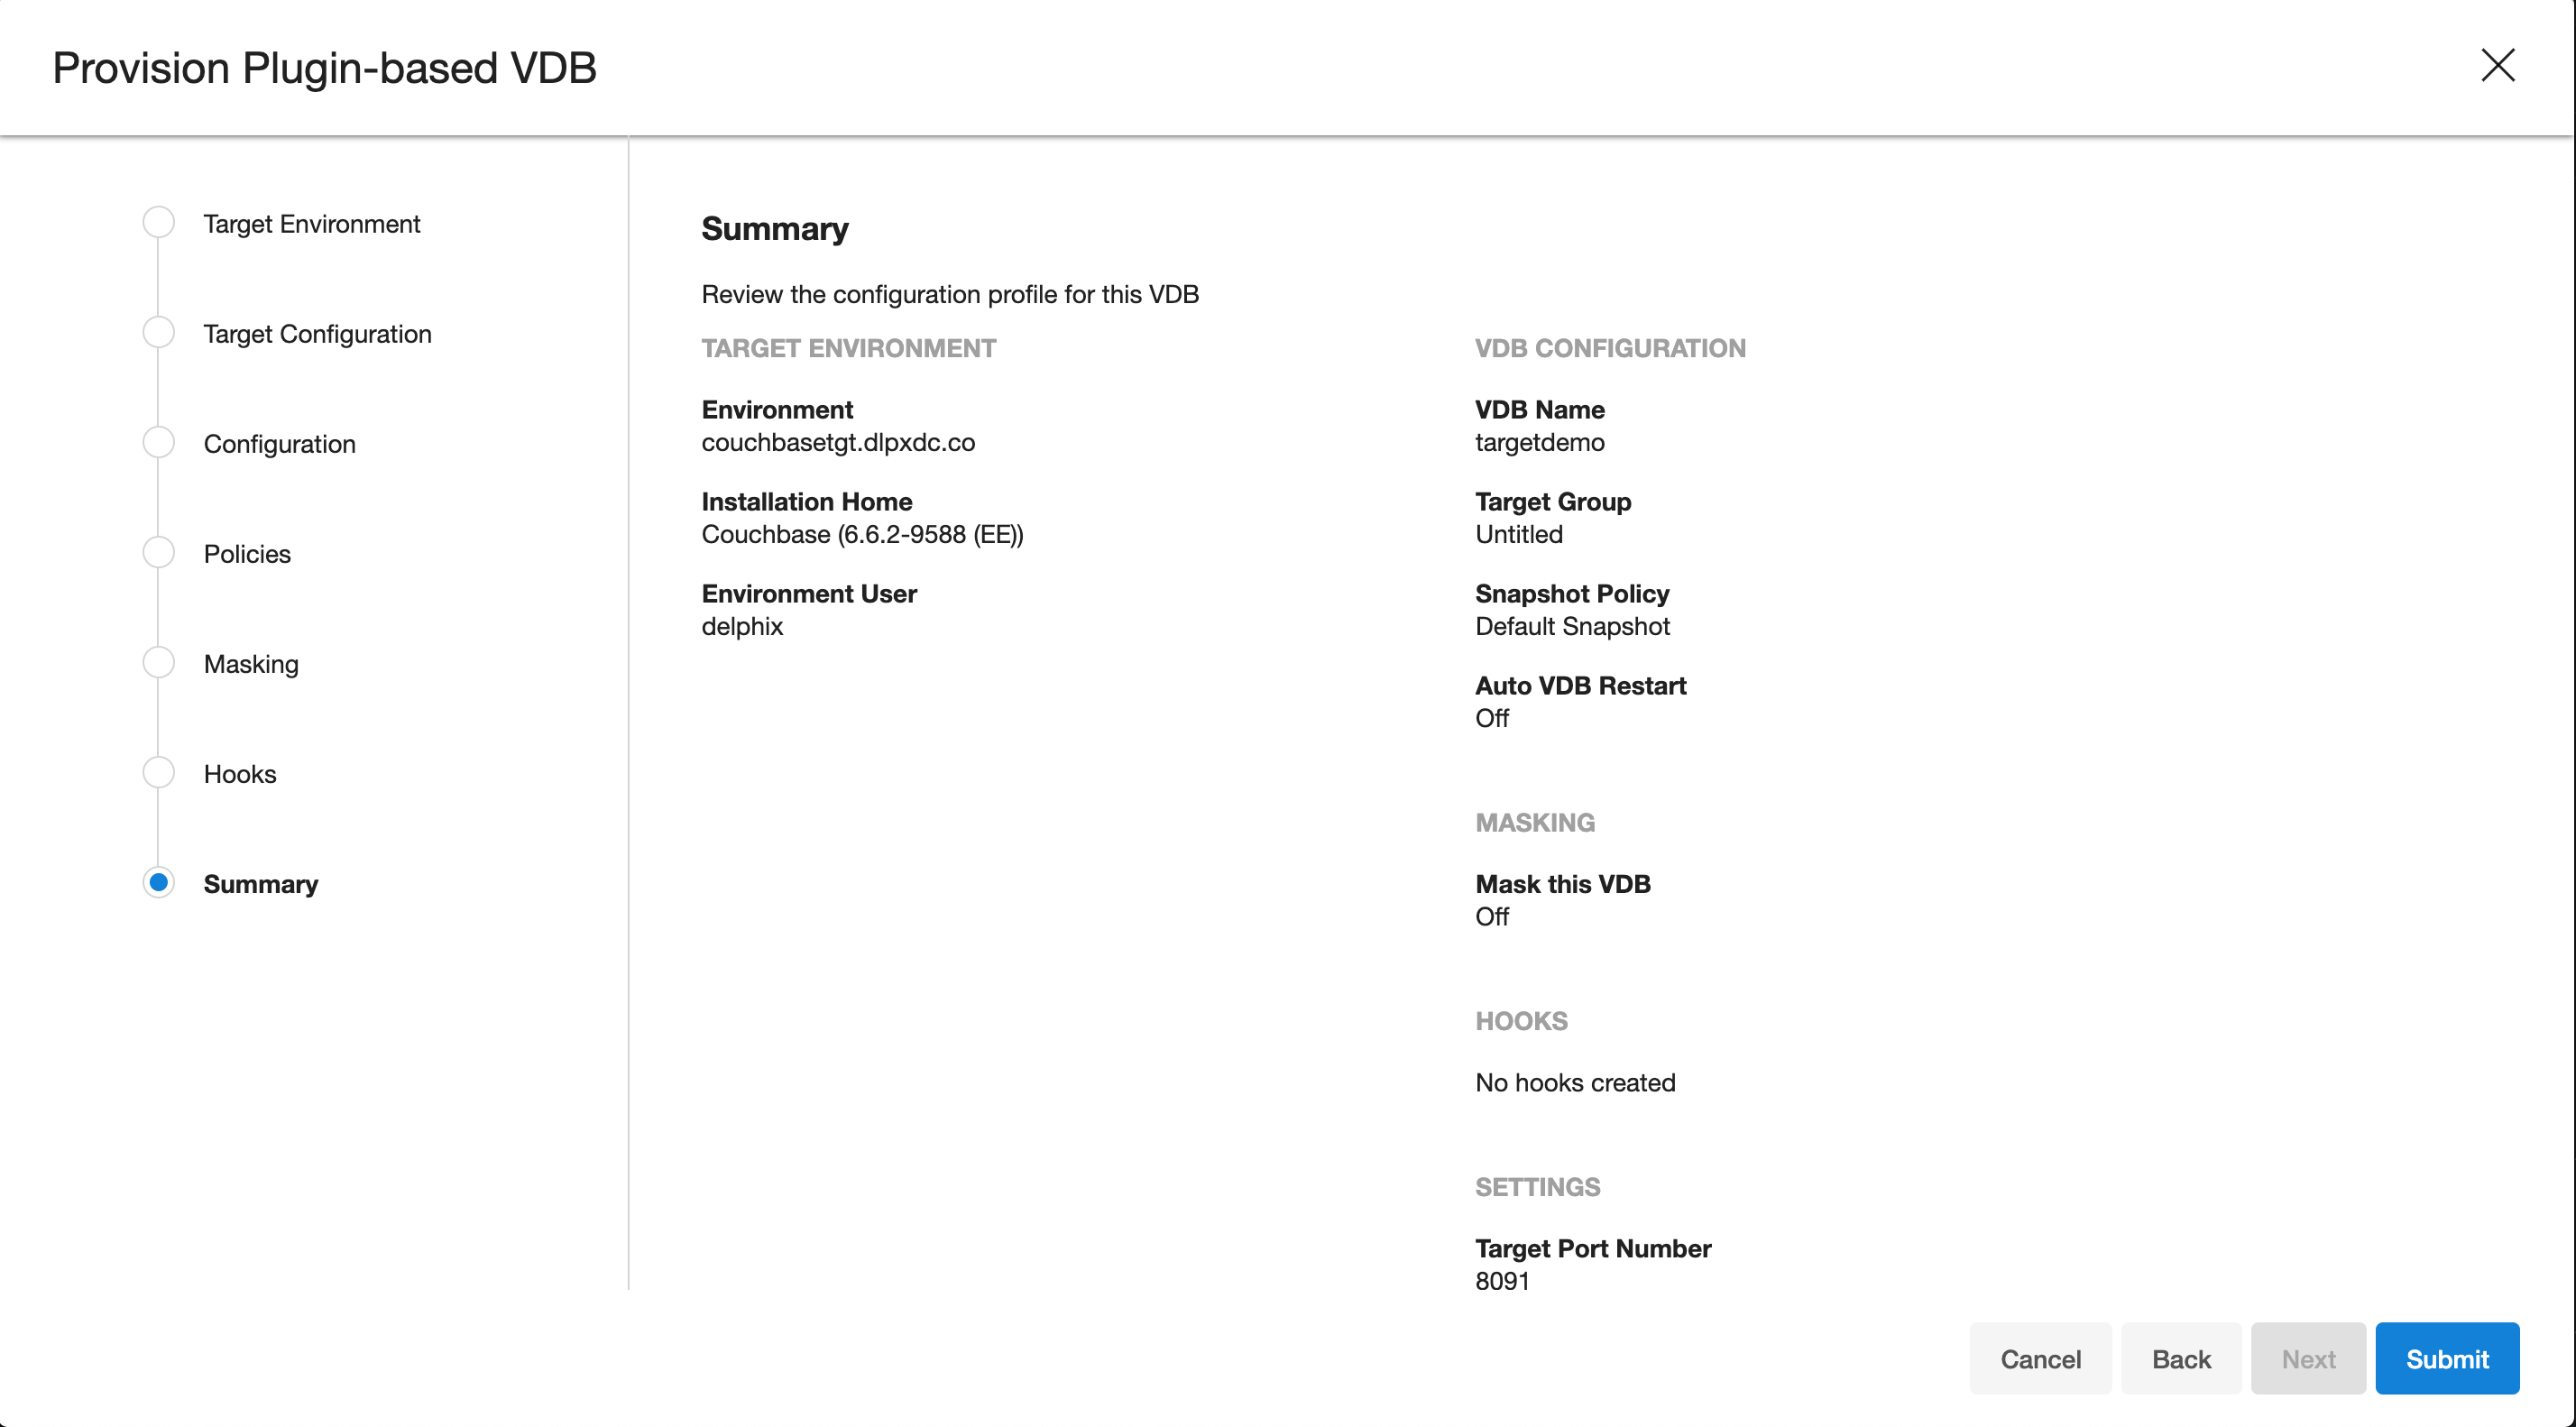 Provision Plugin-based VDB
Target Environment
Target Configuration
Configuration
Policies
Masking
Hooks
Summary
Summary
Review the configuration profile for this VDB
TARGET ENVIRONMENT
Environment
couchbasetgt.dlpxdc.co
Installation Home
Couchbase (6.6.2-9588 (EE))
Environment User
delphix
VDB CONFIGURATION
VDB Name
targetdemo
Target Group
Untitled
Snapshot Policy
Default Snapshot
Auto VDB Restart
Off
MASKING
Mask this VDB
Off
HOOKS
No hooks created
SETTINGS
Target Port Number
8091
Cancel
Back
Next
Submit